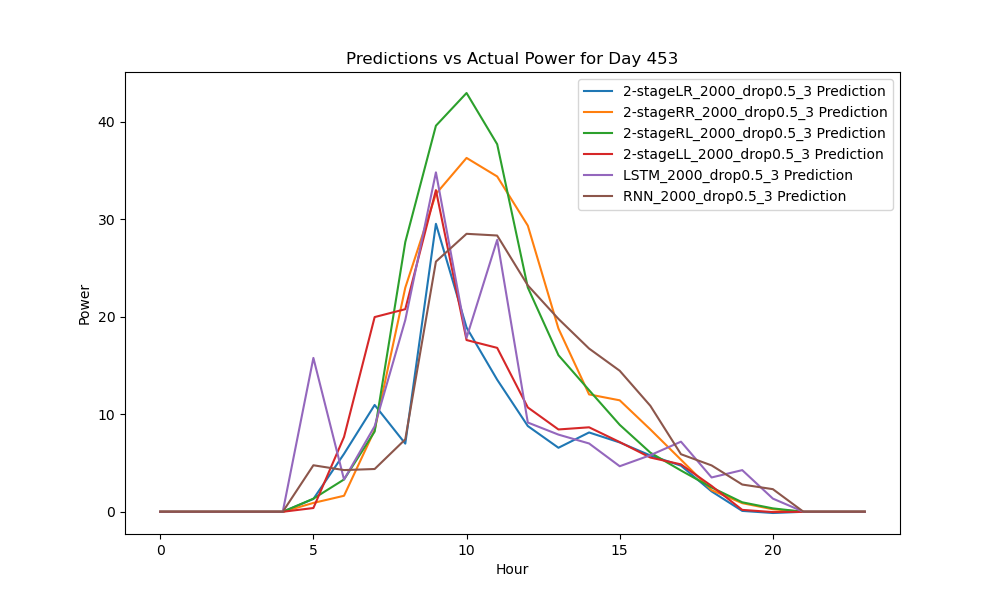 Predictions vs Actual Power for Day 453
2-stageLR_2000_drop0.5_3 Prediction
2-stageRR_2000_drop0.5_3 Prediction
2-stageRL_2000_drop0.5_3 Prediction
2-stageLL_2000_drop0.5_3 Prediction
LSTM_2000_drop0.5_3 Prediction
RNN_2000_drop0.5_3 Prediction
Power
40
30
20
10
0
0 5 10 15 20
Hour